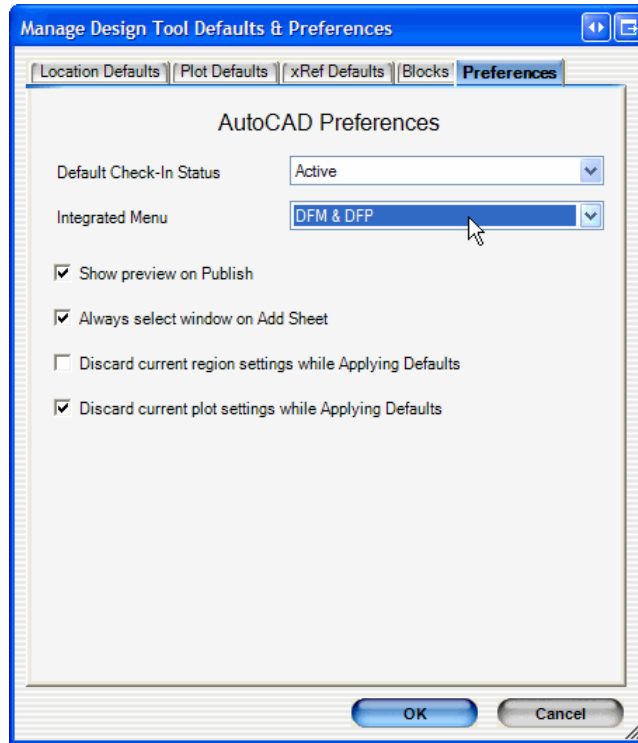 Manage Design Tool Defaults & Preferences
Location Defaults Plot Defaults xRef Defaults Blocks Preferences
AutoCAD Preferences
Default Check-In Status Active
Integrated Menu DFM & DFP
Show preview on Publish
Always select window on Add Sheet
Discard current region settings while Applying Defaults
Discard current plot settings while Applying Defaults
OK Cancel